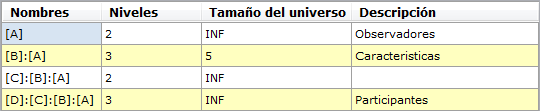 Nombres Niveles Tamaño del universo Descripción
[A] 2 INF Observadores
[B]:[A] 3 5 Caracteristicas
[C]:[B]:[A] 2 INF
[D]:[C]:[B]:[A] 3 INF Participantes